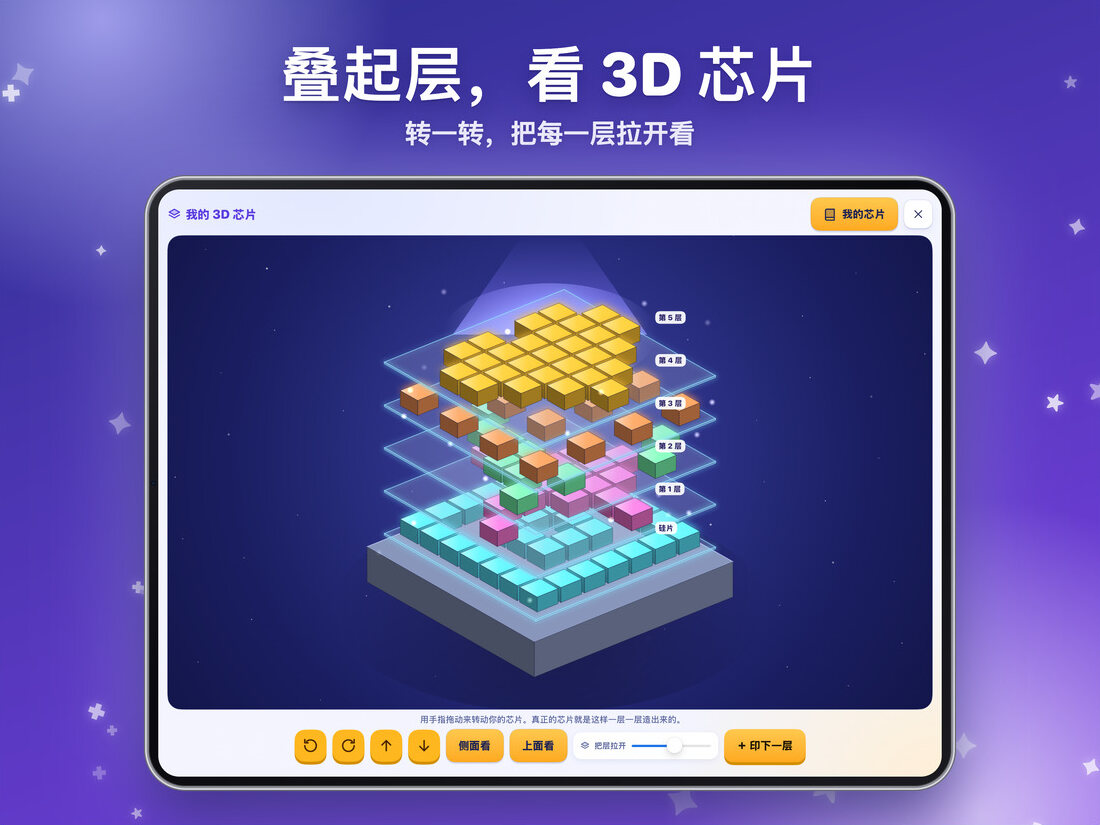 叠起层，看 3D 芯片
转一转，把每一层拉开看
我的 3D 芯片
我的芯片
第 5 层
第 4 层
第 3 层
第 2 层
第 1 层
硅片
用手指拖动来转动你的芯片。真正的芯片就是这样一层一层造出来的。
侧面看
上面看
把层拉开
+ 印下一层